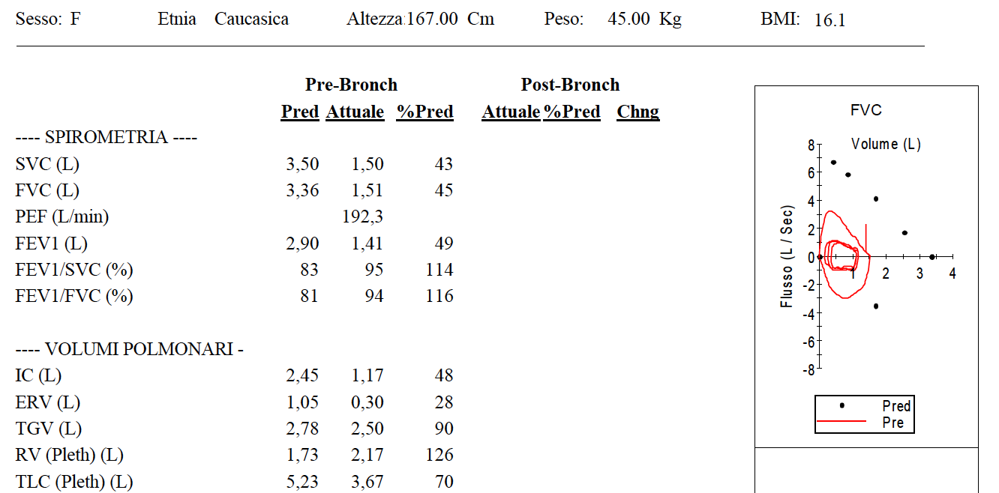 Sesso: F Etnia Caucasica Altezza:167.00 Cm Peso: 45.00 Kg BMI: 16.1
Pre-Bronch Post-Bronch
Pred Attuale %Pred Attuale %Pred Chng
---- SPIROMETRIA ----
SVC (L) 3,50 1,50 43
FVC (L) 3,36 1,51 45
PEF (L/min) 192,3
FEV1 (L) 2,90 1,41 49
FEV1/SVC (%) 83 95 114
FEV1/FVC (%) 81 94 116
---- VOLUMI POLMONARI -
IC (L) 2,45 1,17 48
ERV (L) 1,05 0,30 28
TGV (L) 2,78 2,50 90
RV (Pleth) (L) 1,73 2,17 126
TLC (Pleth) (L) 5,23 3,67 70
FVC
Volume (L)
Flusso (L / Sec)
8
6
4
2
0
-2
-4
-6
-8
1 2 3 4
Pred
Pre